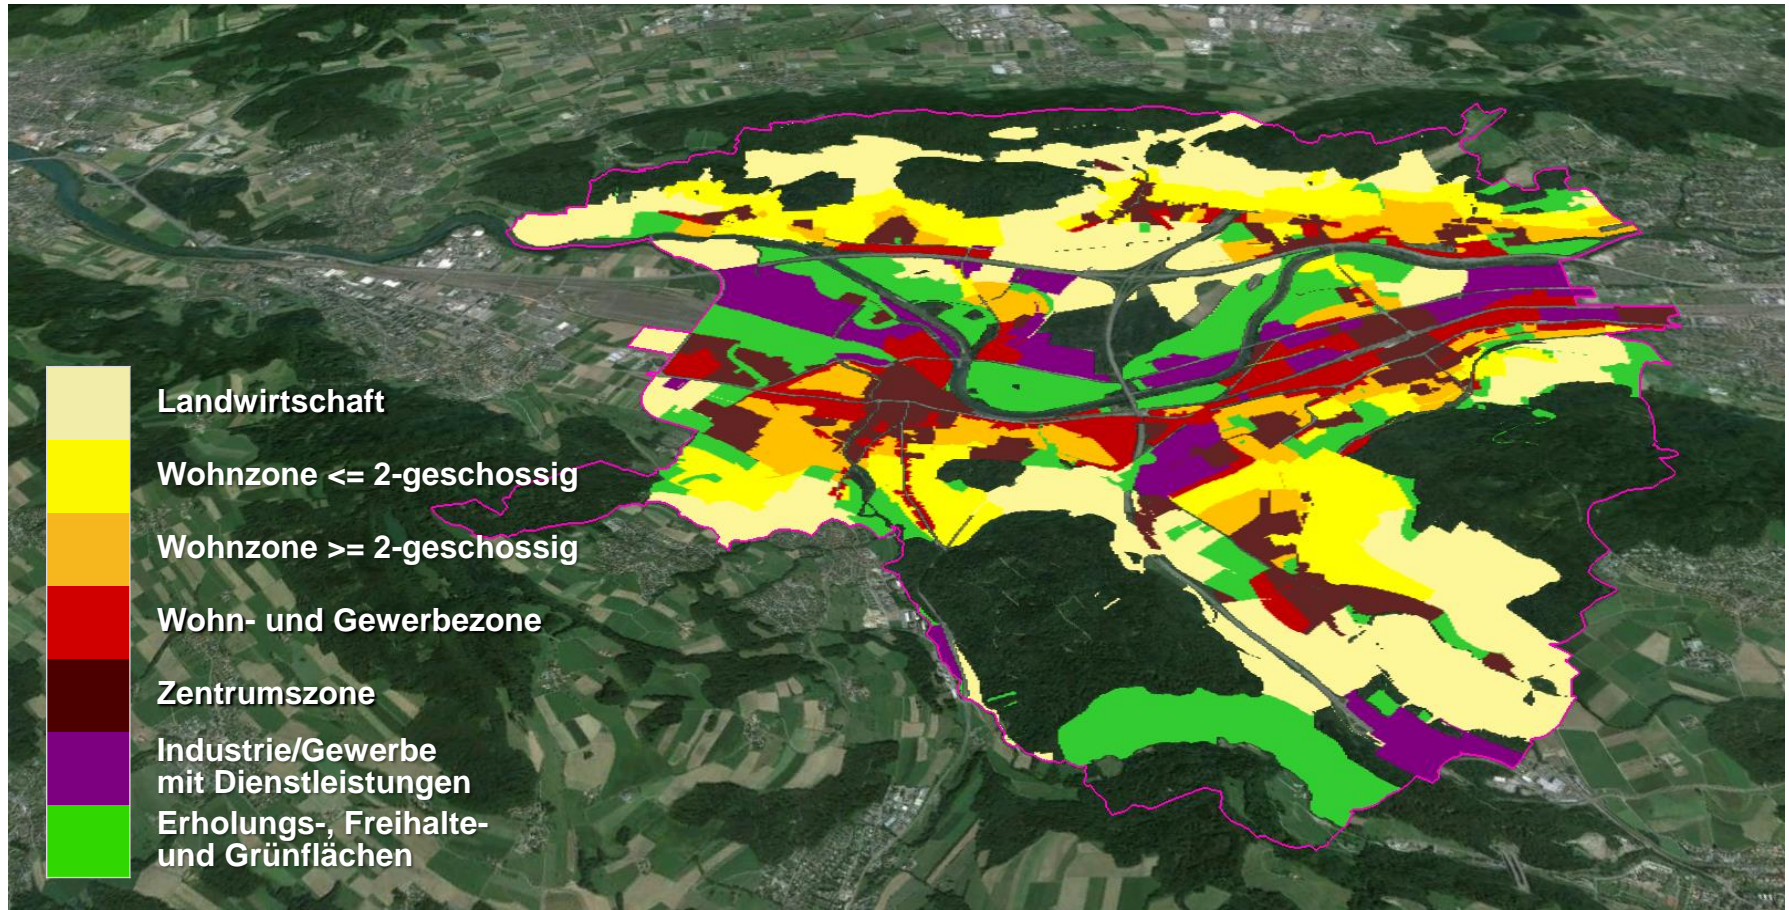 Landwirtschaft
Wohnzone <= 2-geschossig
Wohnzone >= 2-geschossig
Wohn- und Gewerbezone
Zentrumszone
Industrie/Gewerbe
mit Dienstleistungen
Erholungs-, Freihalte-
und Grünflächen